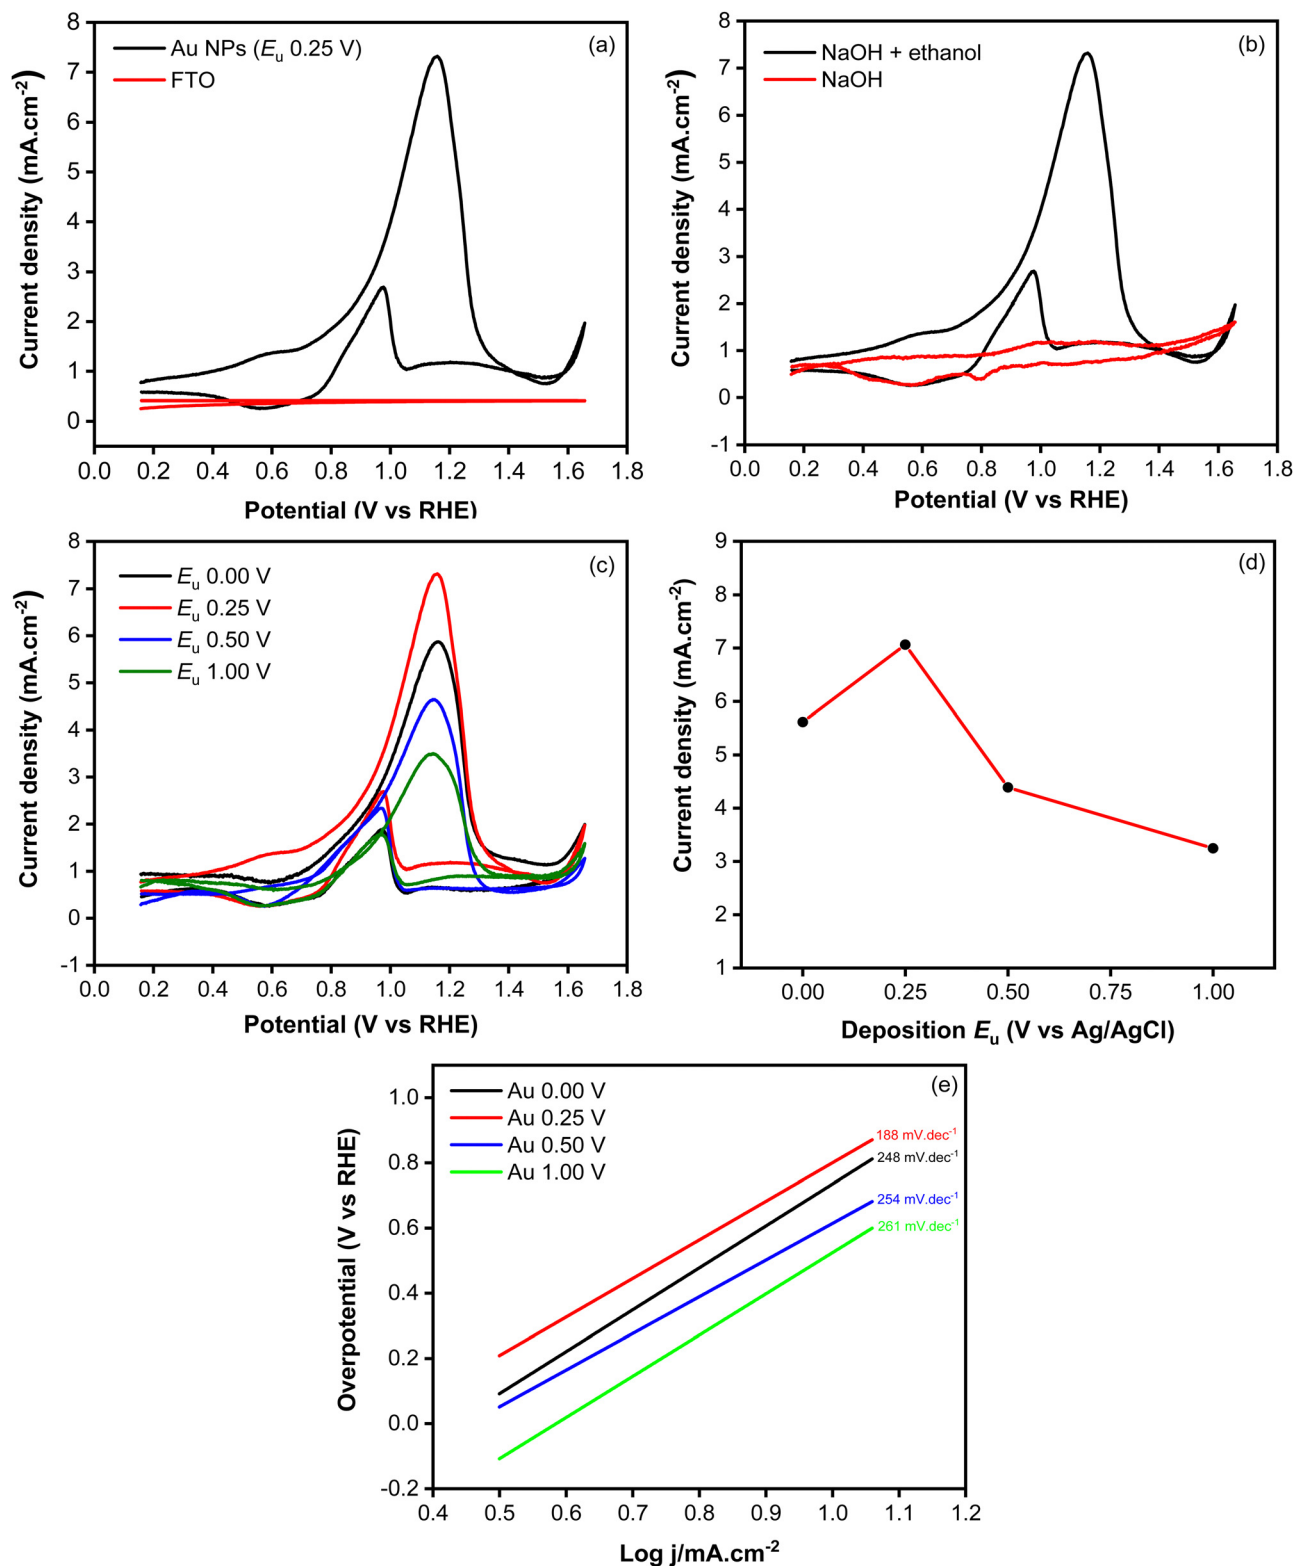 (a)
Au NPs (Eu 0.25 V)
FTO
Current density (mA.cm-2)
8
7
6
5
4
3
2
1
0
0.0 0.2 0.4 0.6 0.8 1.0 1.2 1.4 1.6 1.8
Potential (V vs RHE)
(b)
NaOH + ethanol
NaOH
Current density (mA.cm-2)
8
7
6
5
4
3
2
1
0
-1
0.0 0.2 0.4 0.6 0.8 1.0 1.2 1.4 1.6 1.8
Potential (V vs RHE)
(c)
Eu 0.00 V
Eu 0.25 V
Eu 0.50 V
Eu 1.00 V
Current density (mA.cm-2)
8
7
6
5
4
3
2
1
0
-1
0.0 0.2 0.4 0.6 0.8 1.0 1.2 1.4 1.6 1.8
Potential (V vs RHE)
(d)
Current density (mA.cm-2)
9
8
7
6
5
4
3
2
1
0.00 0.25 0.50 0.75 1.00
Deposition Eu (V vs Ag/AgCl)
(e)
Au 0.00 V
Au 0.25 V
Au 0.50 V
Au 1.00 V
188 mV.dec-1
248 mV.dec-1
254 mV.dec-1
261 mV.dec-1
Overpotential (V vs RHE)
1.0
0.8
0.6
0.4
0.2
0.0
-0.2
0.4 0.5 0.6 0.7 0.8 0.9 1.0 1.1 1.2
Log j/mA.cm-2